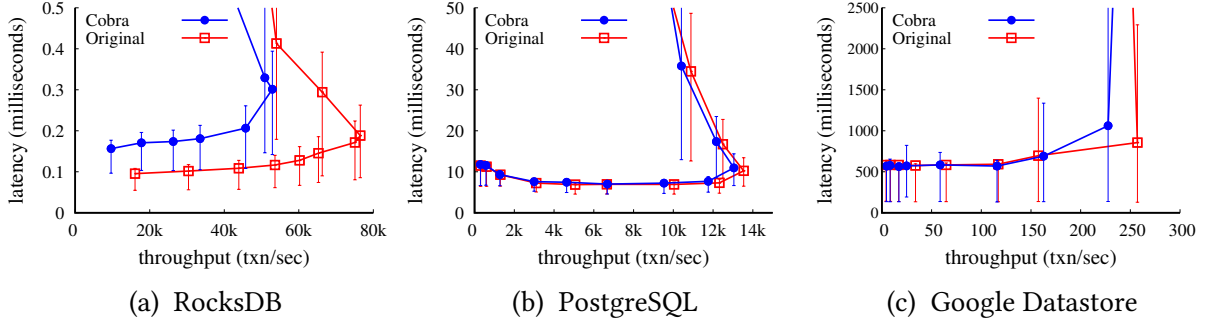 0.5
0.4
0.3
0.2
0.1
0
20k
40k
60k
80k
latency (milliseconds)
throughput (txn/sec)
Cobra
Original
(a) RocksDB
50
40
30
20
10
0
0
2k
4k
6k
8k
10k
12k
14k
latency (milliseconds)
throughput (txn/sec)
Cobra
Original
(b) PostgreSQL
2500
2000
1500
1000
500
0
0
50
100
150
200
250
300
latency (milliseconds)
throughput (txn/sec)
Cobra
Original
(c) Google Datastore